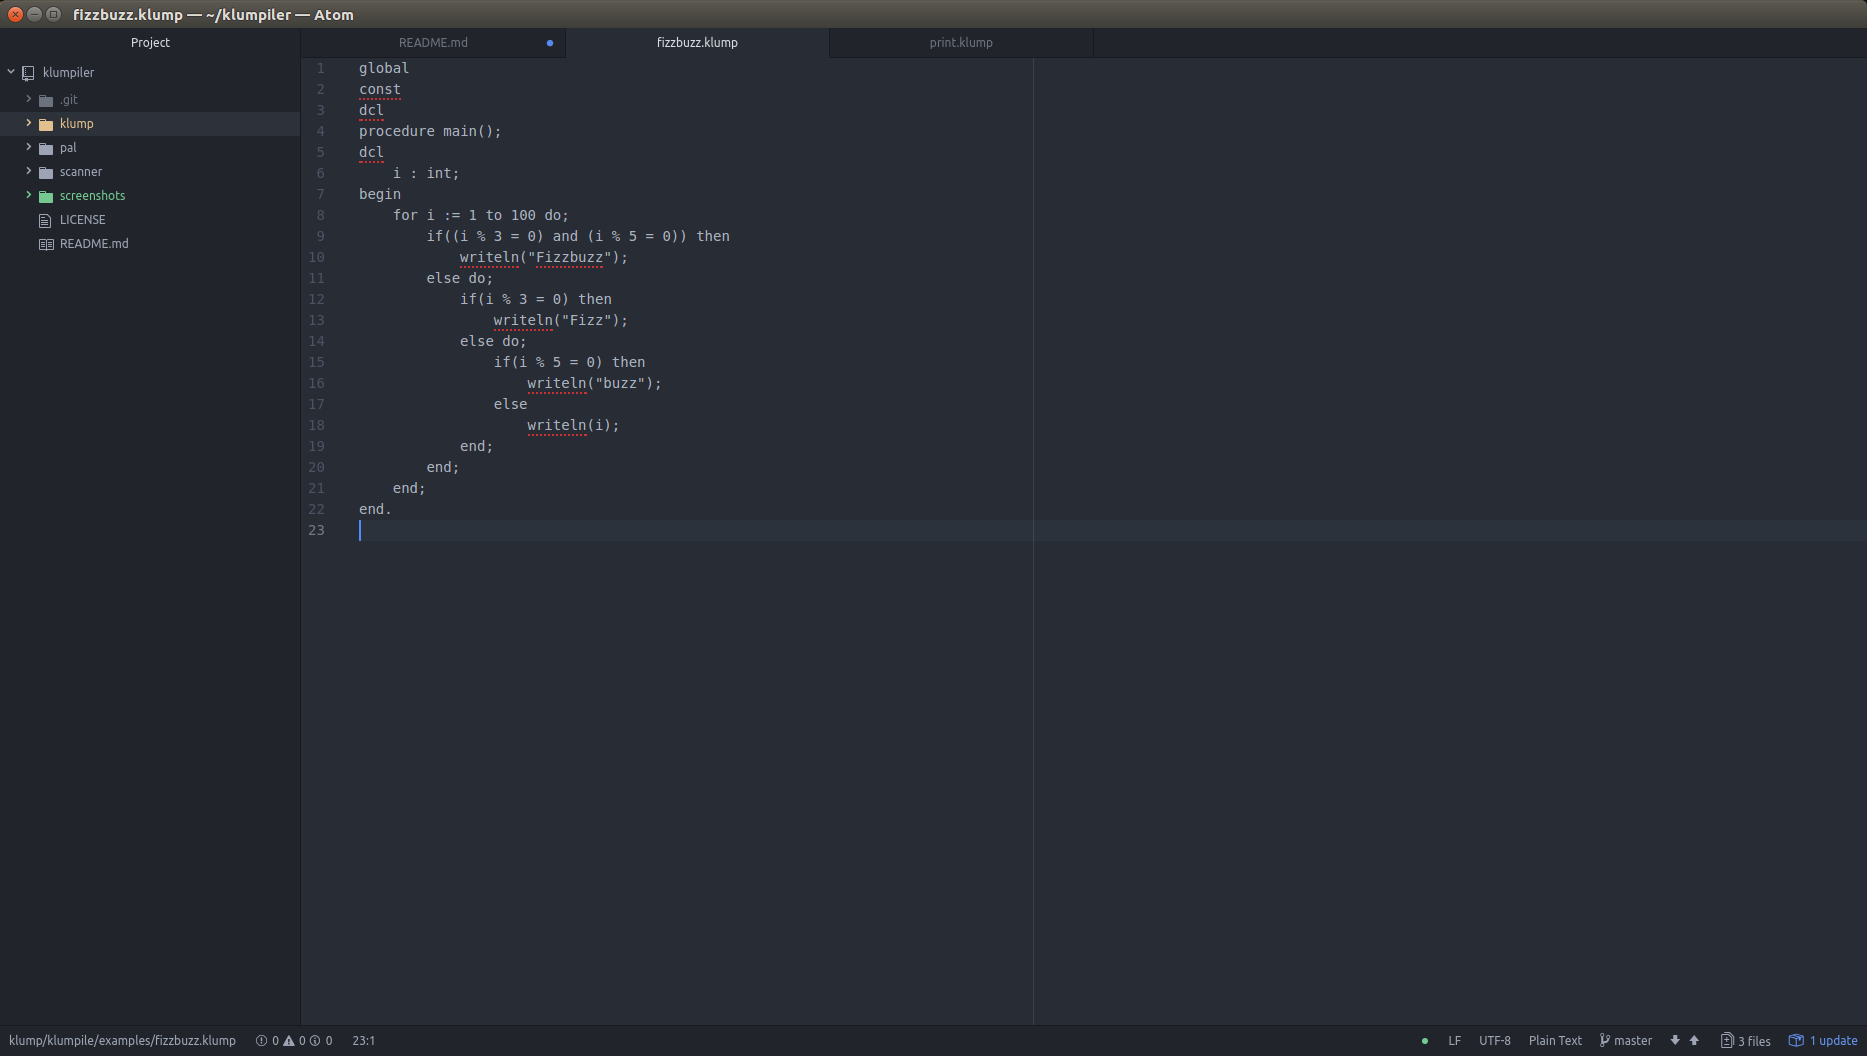 fizzbuzz.klump — ~/klumpiler — Atom
Project
klumpiler
.git
klump
pal
scanner
screenshots
LICENSE
README.md
README.md
fizzbuzz.klump
print.klump
1 global
2 const
3 dcl
4 procedure main();
5 dcl
6     i : int;
7 begin
8     for i := 1 to 100 do;
9         if((i % 3 = 0) and (i % 5 = 0)) then
10             writeln("Fizzbuzz");
11         else do;
12             if(i % 3 = 0) then
13                 writeln("Fizz");
14             else do;
15                 if(i % 5 = 0) then
16                     writeln("buzz");
17                 else
18                     writeln(i);
19             end;
20         end;
21     end;
22 end.
23
klump/klumpile/examples/fizzbuzz.klump 0 0 0 23:1 LF UTF-8 Plain Text master 3 files 1 update